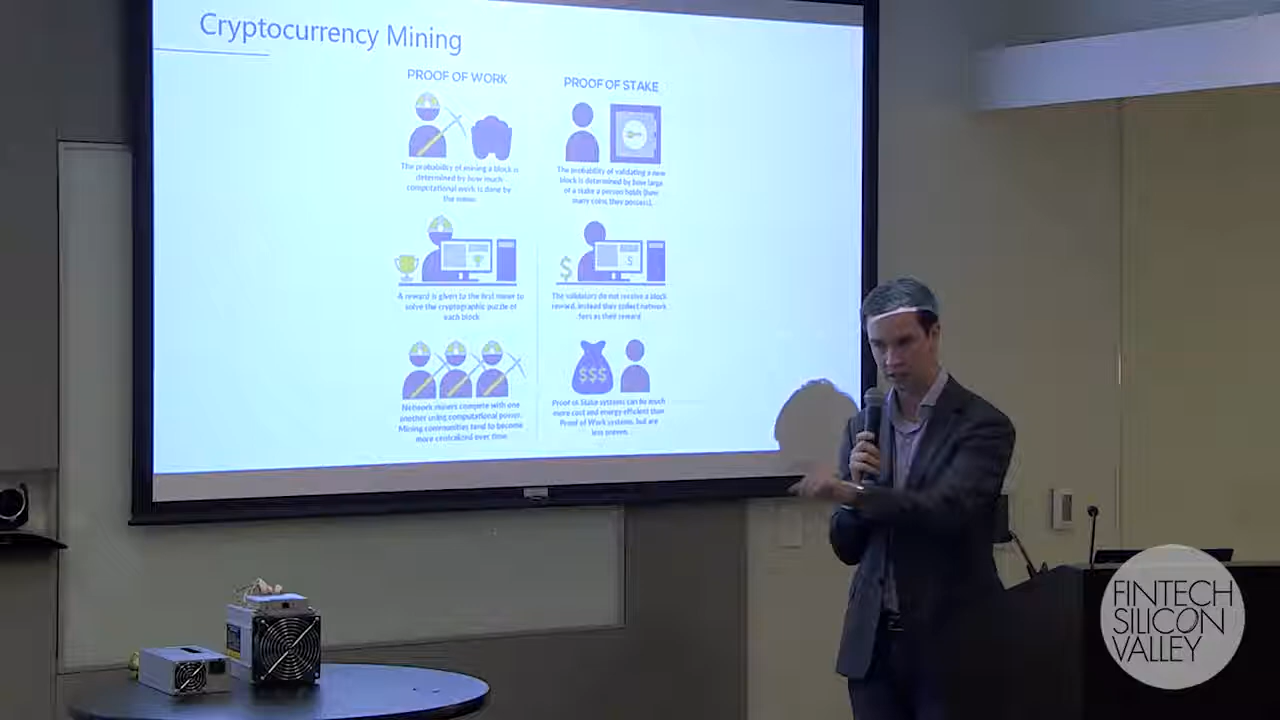 Cryptocurrency Mining
PROOF OF WORK
The probability of mining a block is
determined by how much
computational work is done by
the miner.
A reward is given to the first miner to
solve the cryptographic puzzle of
each block
Network miners compete with one
another using computational power.
Mining communities tend to become
more centralized over time.
PROOF OF STAKE
The probability of validating a new
block is determined by how large
of a stake a person holds (how
many coins they possess).
$
$
The validators do not receive a block
reward, instead they collect network
fees as their reward
$$$
Proof of Stake systems can be much
more cost and energy efficient than
Proof of Work systems, but are
less proven.
FINTECH
SILICON
VALLEY